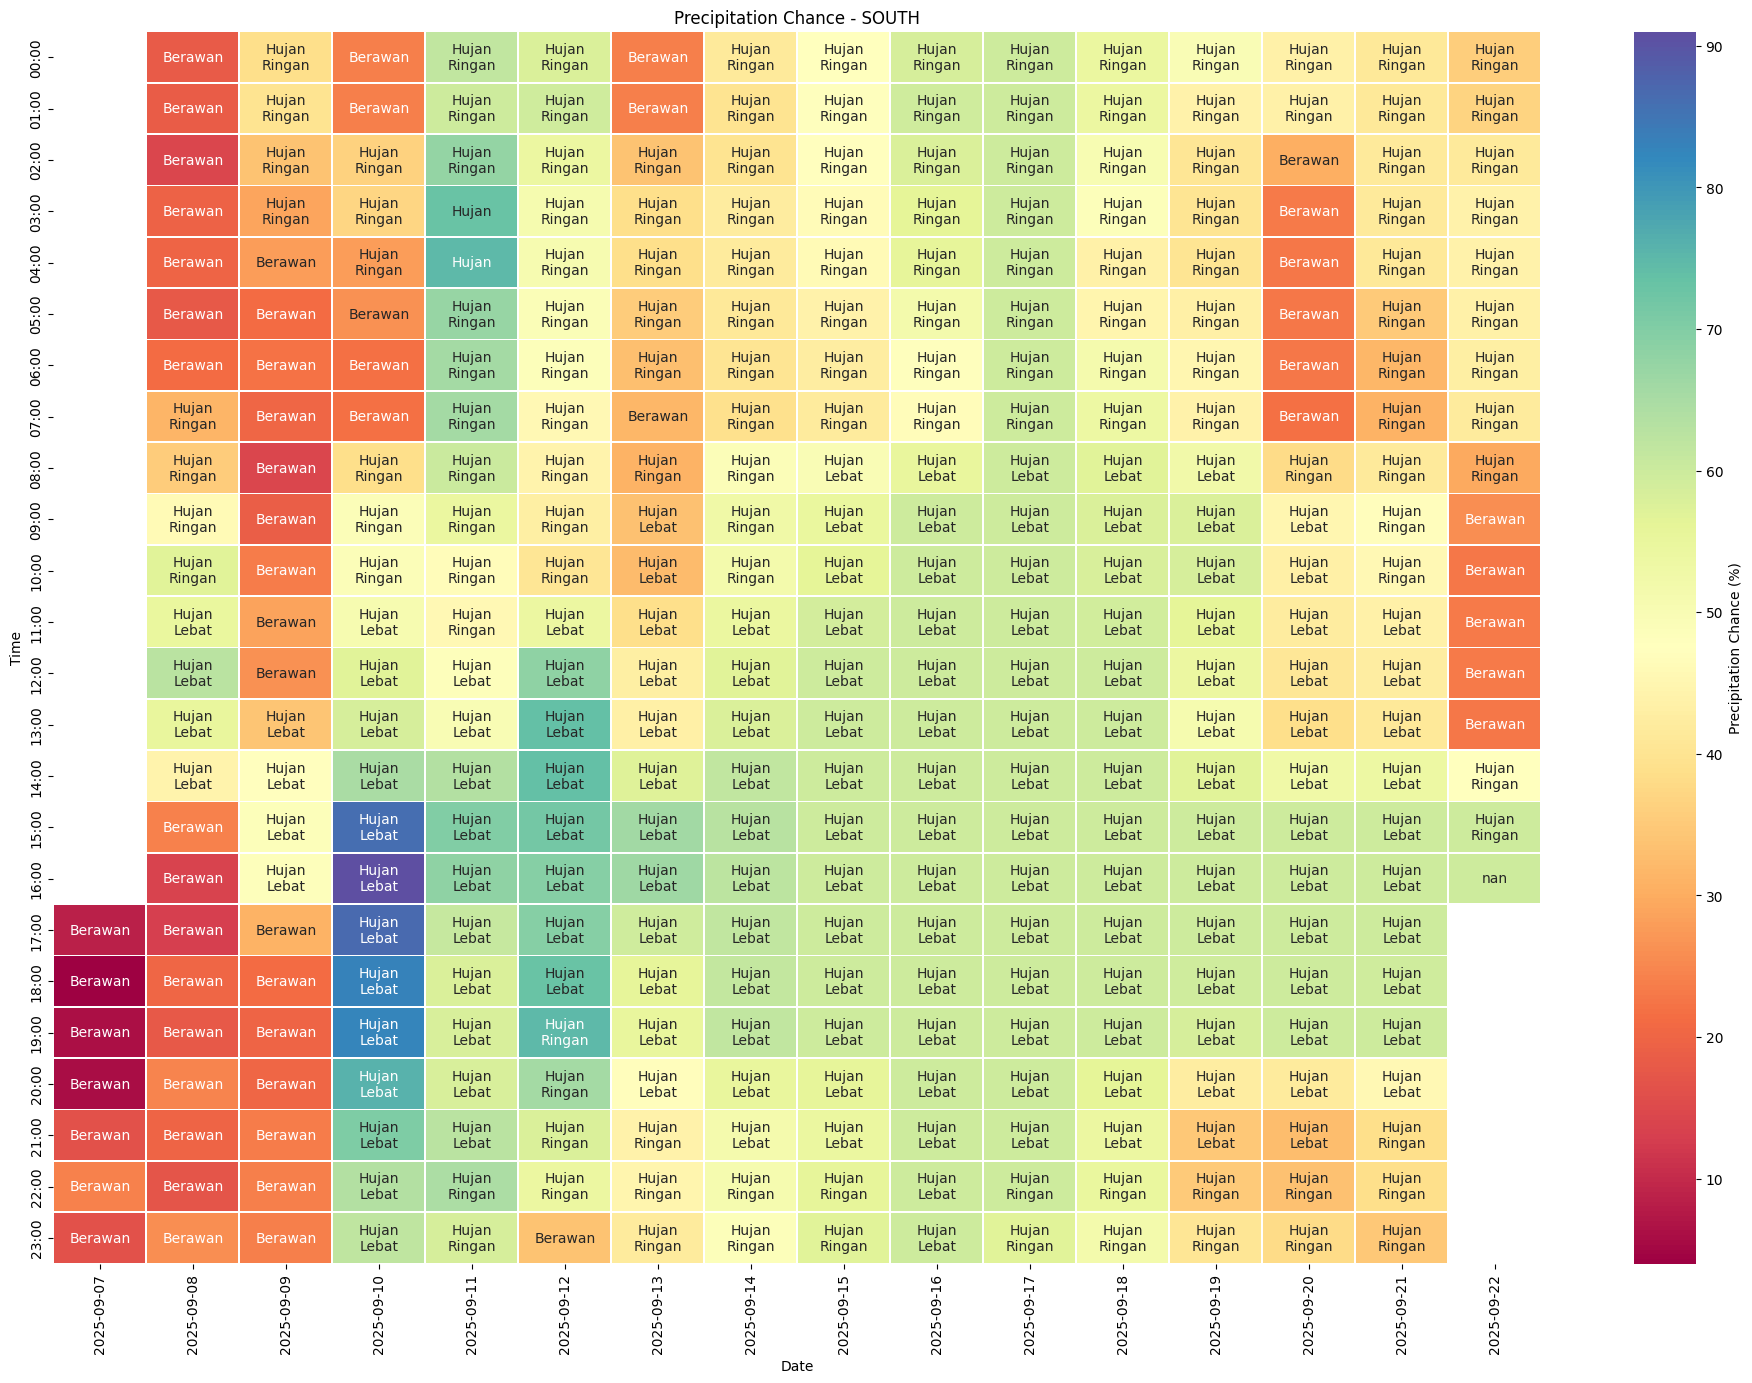 Precipitation Chance - SOUTH
00:00 Berawan Hujan Ringan Berawan Hujan Ringan Hujan Ringan Berawan Hujan Ringan Hujan Ringan Hujan Ringan Hujan Ringan Hujan Ringan Hujan Ringan Hujan Ringan Hujan Ringan Hujan Ringan
01:00 Berawan Hujan Ringan Berawan Hujan Ringan Hujan Ringan Berawan Hujan Ringan Hujan Ringan Hujan Ringan Hujan Ringan Hujan Ringan Hujan Ringan Hujan Ringan Hujan Ringan Hujan Ringan
02:00 Berawan Hujan Ringan Hujan Ringan Hujan Ringan Hujan Ringan Hujan Ringan Hujan Ringan Hujan Ringan Hujan Ringan Hujan Ringan Hujan Ringan Hujan Ringan Berawan Hujan Ringan Hujan Ringan
03:00 Berawan Hujan Ringan Hujan Ringan Hujan Hujan Ringan Hujan Ringan Hujan Ringan Hujan Ringan Hujan Ringan Hujan Ringan Hujan Ringan Hujan Ringan Berawan Hujan Ringan Hujan Ringan
04:00 Berawan Berawan Hujan Ringan Hujan Hujan Ringan Hujan Ringan Hujan Ringan Hujan Ringan Hujan Ringan Hujan Ringan Hujan Ringan Hujan Ringan Berawan Hujan Ringan Hujan Ringan
05:00 Berawan Berawan Berawan Hujan Ringan Hujan Ringan Hujan Ringan Hujan Ringan Hujan Ringan Hujan Ringan Hujan Ringan Hujan Ringan Hujan Ringan Berawan Hujan Ringan Hujan Ringan
06:00 Berawan Berawan Berawan Hujan Ringan Hujan Ringan Hujan Ringan Hujan Ringan Hujan Ringan Hujan Ringan Hujan Ringan Hujan Ringan Hujan Ringan Berawan Hujan Ringan Hujan Ringan
07:00 Hujan Ringan Berawan Berawan Hujan Ringan Hujan Ringan Berawan Hujan Ringan Hujan Ringan Hujan Ringan Hujan Ringan Hujan Ringan Hujan Ringan Berawan Hujan Ringan Hujan Ringan
08:00 Hujan Ringan Berawan Hujan Ringan Hujan Ringan Hujan Ringan Hujan Ringan Hujan Ringan Hujan Lebat Hujan Lebat Hujan Lebat Hujan Lebat Hujan Lebat Hujan Ringan Hujan Ringan Hujan Ringan
09:00 Hujan Ringan Berawan Hujan Ringan Hujan Ringan Hujan Ringan Hujan Lebat Hujan Ringan Hujan Lebat Hujan Lebat Hujan Lebat Hujan Lebat Hujan Lebat Hujan Lebat Hujan Ringan Berawan
10:00 Hujan Ringan Berawan Hujan Ringan Hujan Ringan Hujan Ringan Hujan Lebat Hujan Ringan Hujan Lebat Hujan Lebat Hujan Lebat Hujan Lebat Hujan Lebat Hujan Lebat Hujan Ringan Berawan
11:00 Hujan Lebat Berawan Hujan Lebat Hujan Ringan Hujan Lebat Hujan Lebat Hujan Lebat Hujan Lebat Hujan Lebat Hujan Lebat Hujan Lebat Hujan Lebat Hujan Lebat Hujan Lebat Berawan
12:00 Hujan Lebat Berawan Hujan Lebat Hujan Lebat Hujan Lebat Hujan Lebat Hujan Lebat Hujan Lebat Hujan Lebat Hujan Lebat Hujan Lebat Hujan Lebat Hujan Lebat Hujan Lebat Berawan
13:00 Hujan Lebat Hujan Lebat Hujan Lebat Hujan Lebat Hujan Lebat Hujan Lebat Hujan Lebat Hujan Lebat Hujan Lebat Hujan Lebat Hujan Lebat Hujan Lebat Hujan Lebat Hujan Lebat Berawan
14:00 Hujan Lebat Hujan Lebat Hujan Lebat Hujan Lebat Hujan Lebat Hujan Lebat Hujan Lebat Hujan Lebat Hujan Lebat Hujan Lebat Hujan Lebat Hujan Lebat Hujan Lebat Hujan Lebat Hujan Ringan
15:00 Berawan Hujan Lebat Hujan Lebat Hujan Lebat Hujan Lebat Hujan Lebat Hujan Lebat Hujan Lebat Hujan Lebat Hujan Lebat Hujan Lebat Hujan Lebat Hujan Lebat Hujan Lebat Hujan Ringan
16:00 Berawan Hujan Lebat Hujan Lebat Hujan Lebat Hujan Lebat Hujan Lebat Hujan Lebat Hujan Lebat Hujan Lebat Hujan Lebat Hujan Lebat Hujan Lebat Hujan Lebat Hujan Lebat nan
17:00 Berawan Berawan Berawan Hujan Lebat Hujan Lebat Hujan Lebat Hujan Lebat Hujan Lebat Hujan Lebat Hujan Lebat Hujan Lebat Hujan Lebat Hujan Lebat Hujan Lebat Hujan Lebat
18:00 Berawan Berawan Berawan Hujan Lebat Hujan Lebat Hujan Lebat Hujan Lebat Hujan Lebat Hujan Lebat Hujan Lebat Hujan Lebat Hujan Lebat Hujan Lebat Hujan Lebat Hujan Lebat
19:00 Berawan Berawan Berawan Hujan Lebat Hujan Lebat Hujan Ringan Hujan Lebat Hujan Lebat Hujan Lebat Hujan Lebat Hujan Lebat Hujan Lebat Hujan Lebat Hujan Lebat Hujan Lebat
20:00 Berawan Berawan Berawan Hujan Lebat Hujan Lebat Hujan Ringan Hujan Lebat Hujan Lebat Hujan Lebat Hujan Lebat Hujan Lebat Hujan Lebat Hujan Lebat Hujan Lebat Hujan Lebat
21:00 Berawan Berawan Berawan Hujan Lebat Hujan Lebat Hujan Ringan Hujan Ringan Hujan Lebat Hujan Lebat Hujan Lebat Hujan Lebat Hujan Lebat Hujan Lebat Hujan Lebat Hujan Ringan
22:00 Berawan Berawan Berawan Hujan Lebat Hujan Ringan Hujan Ringan Hujan Ringan Hujan Ringan Hujan Ringan Hujan Lebat Hujan Ringan Hujan Ringan Hujan Ringan Hujan Ringan Hujan Ringan
23:00 Berawan Berawan Berawan Hujan Lebat Hujan Ringan Berawan Hujan Ringan Hujan Ringan Hujan Ringan Hujan Lebat Hujan Ringan Hujan Ringan Hujan Ringan Hujan Ringan Hujan Ringan
Time
2025-09-07 2025-09-08 2025-09-09 2025-09-10 2025-09-11 2025-09-12 2025-09-13 2025-09-14 2025-09-15 2025-09-16 2025-09-17 2025-09-18 2025-09-19 2025-09-20 2025-09-21 2025-09-22
Date
90
80
70
60
50
40
30
20
10
Precipitation Chance (%)